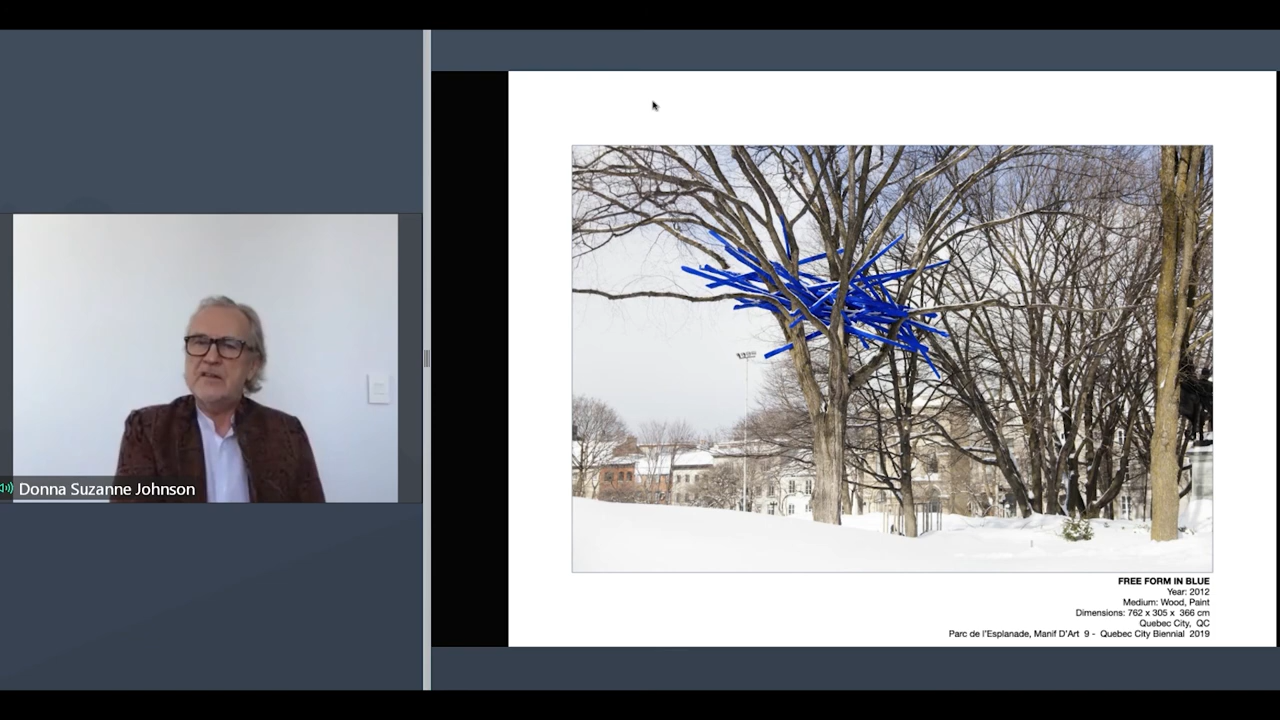 Donna Suzanne Johnson
FREE FORM IN BLUE
Year: 2012
Medium: Wood, Paint
Dimensions: 762 x 305 x 366 cm
Quebec City, QC
Parc de l'Esplanade, Manif D'Art 9 - Quebec City Biennial 2019